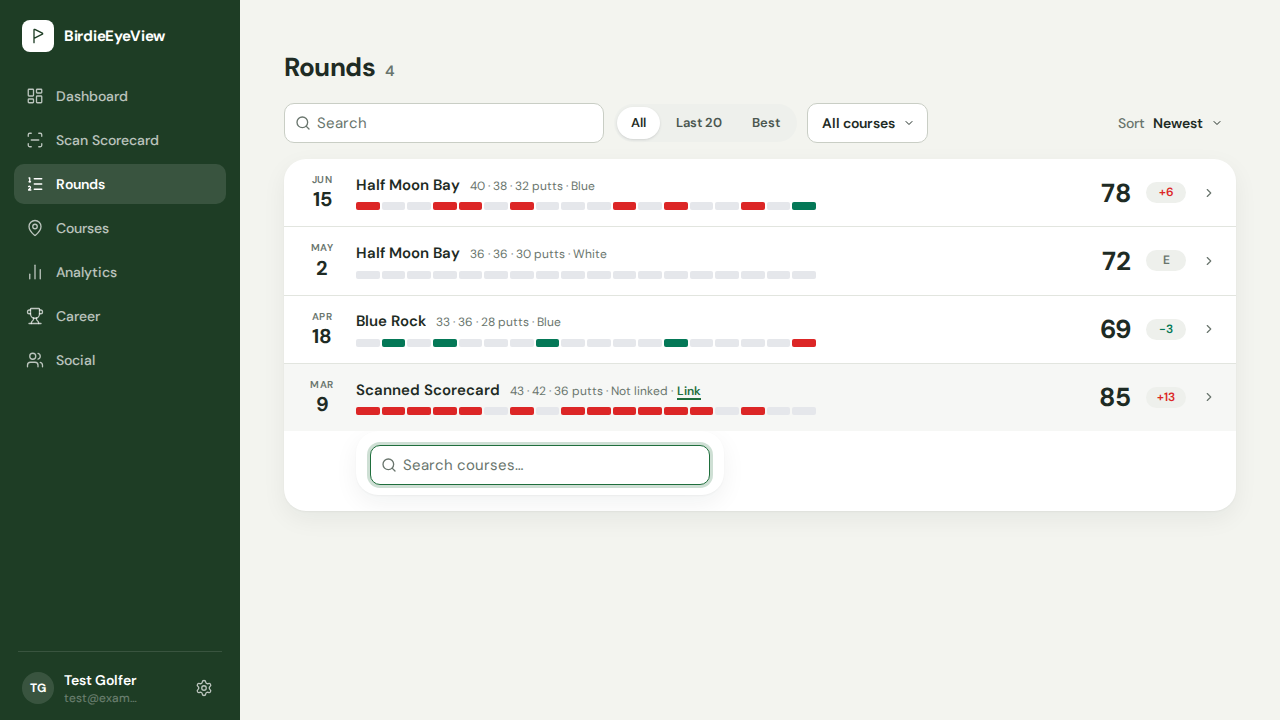 BirdieEyeView
Dashboard
Scan Scorecard
Rounds
Courses
Analytics
Career
Social
TG
Test Golfer
test@exam...
Rounds 4
Search
All
Last 20
Best
All courses
Sort Newest
JUN
15
Half Moon Bay 40 · 38 · 32 putts · Blue
78 +6
MAY
2
Half Moon Bay 36 · 36 · 30 putts · White
72 E
APR
18
Blue Rock 33 · 36 · 28 putts · Blue
69 −3
MAR
9
Scanned Scorecard 43 · 42 · 36 putts · Not linked · Link
85 +13
Search courses...